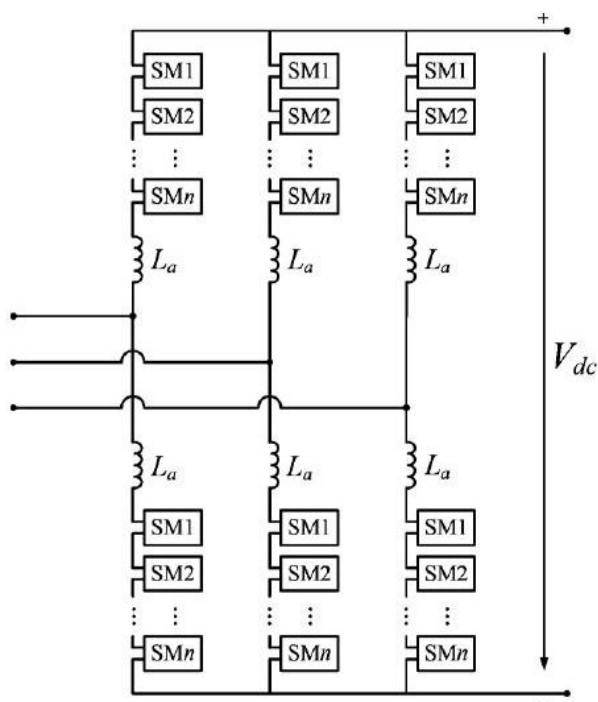 +
SM1 SM1 SM1
SM2 SM2 SM2
⋮ ⋮ ⋮ ⋮ ⋮ ⋮
SMn SMn SMn
La La La
Vdc
La La La
SM1 SM1 SM1
SM2 SM2 SM2
⋮ ⋮ ⋮ ⋮ ⋮ ⋮
SMn SMn SMn